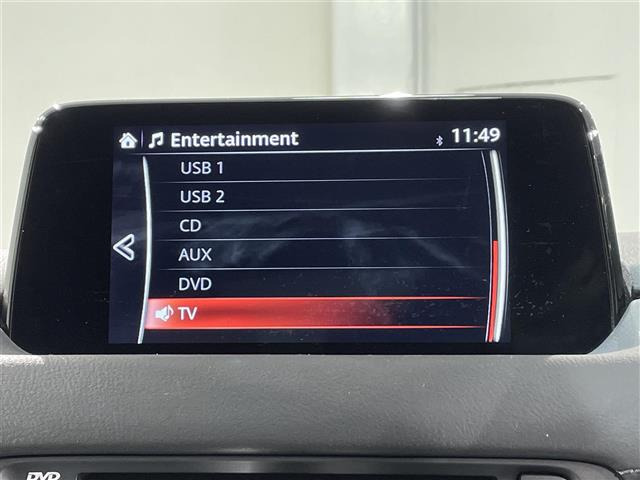 Entertainment 11:49
USB 1
USB 2
CD
AUX
DVD
TV
DVD